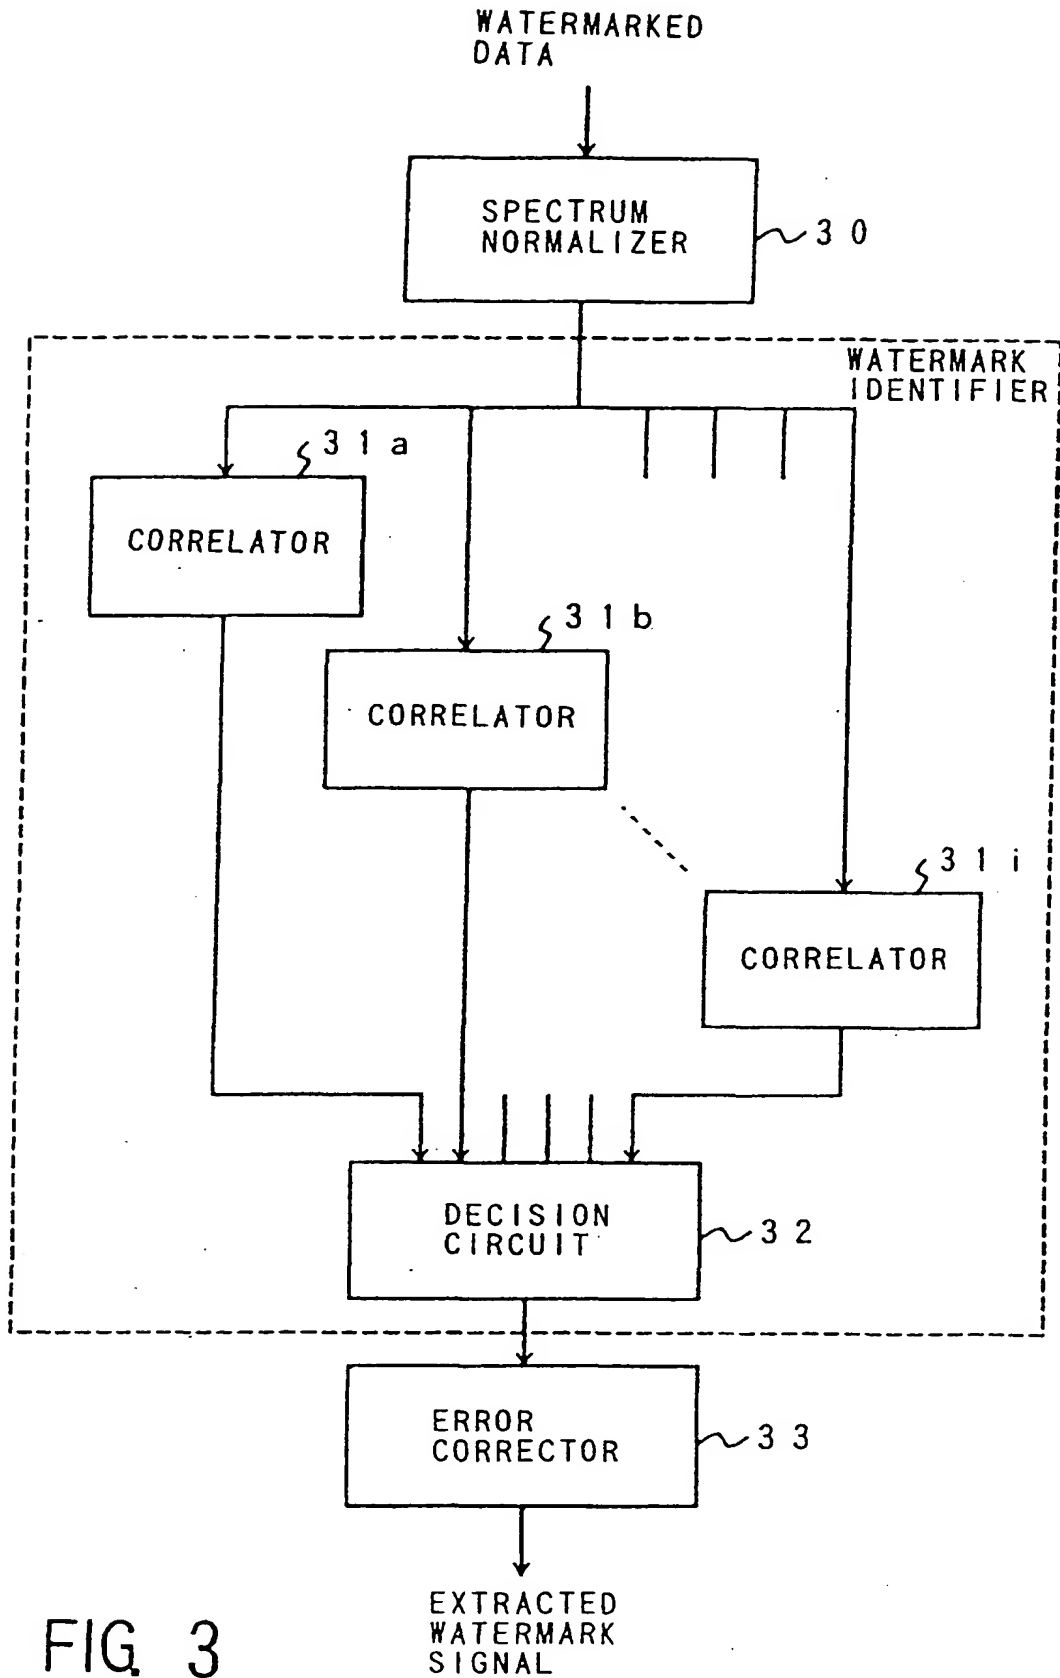 WATERMARKED
DATA
SPECTRUM
NORMALIZER
30
WATERMARK
IDENTIFIER
31a
CORRELATOR
31b
CORRELATOR
31i
CORRELATOR
DECISION
CIRCUIT
32
ERROR
CORRECTOR
33
EXTRACTED
WATERMARK
SIGNAL
FIG. 3